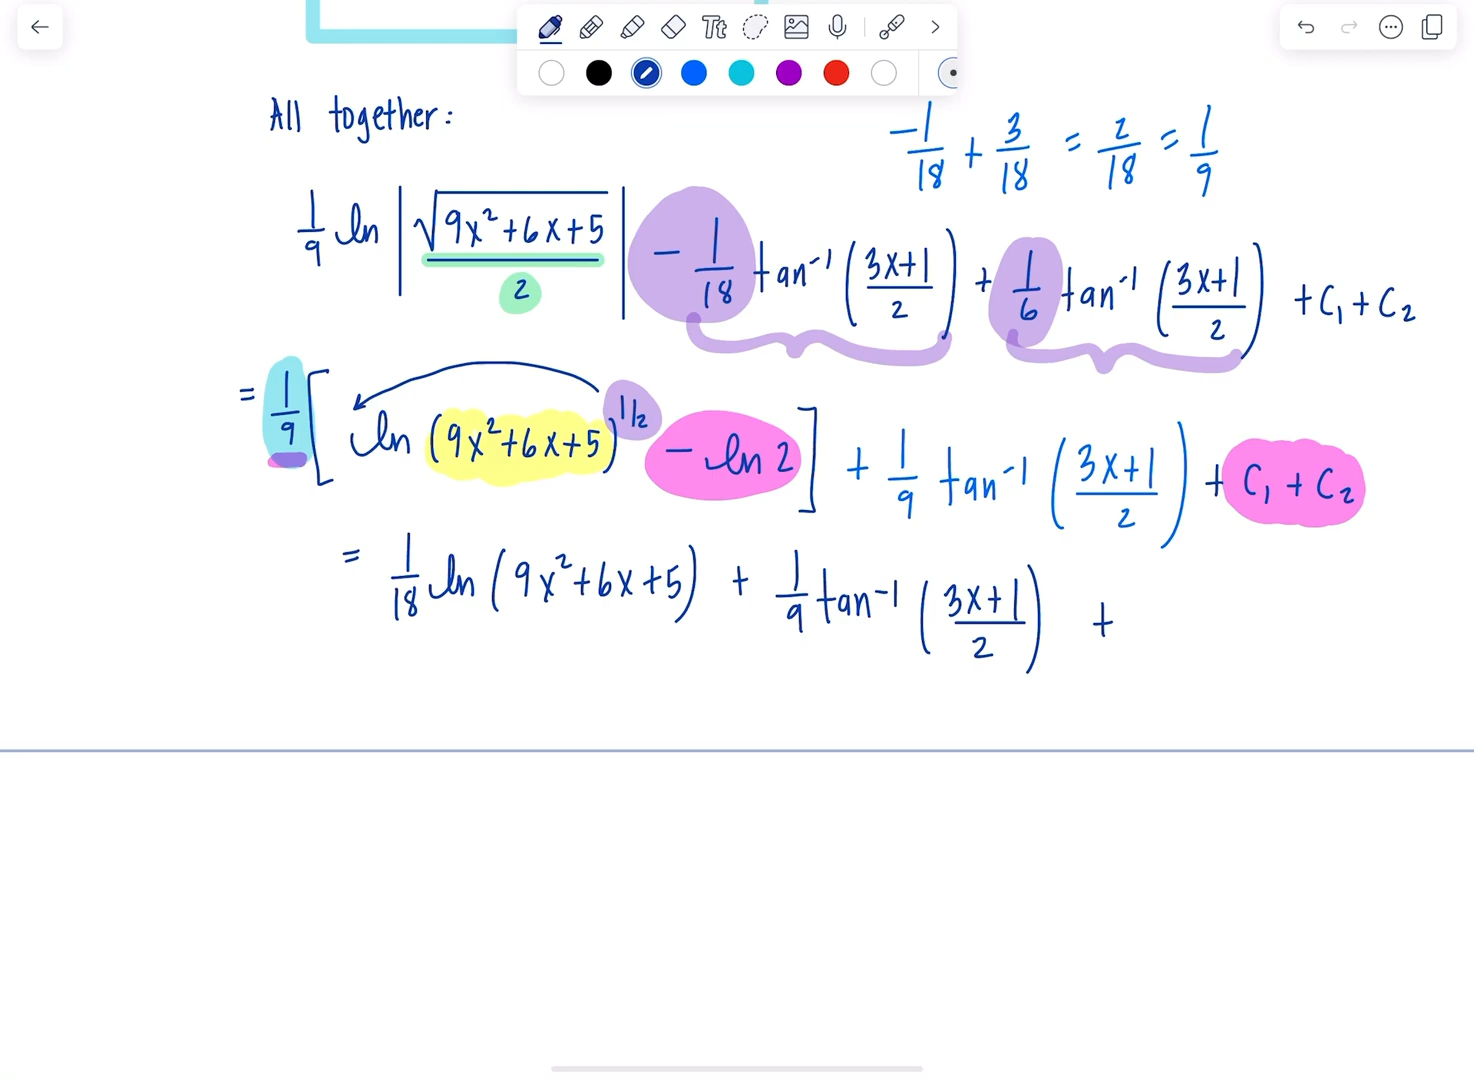 Tt
All together:
-1/18 + 3/18 = 2/18 = 1/9
1/9 ln |√(9x²+6x+5)/2| - 1/18 tan⁻¹((3x+1)/2) + 1/6 tan⁻¹((3x+1)/2) + C₁ + C₂
= 1/9 [ ln (9x²+6x+5)^1/2 - ln 2 ] + 1/9 tan⁻¹((3x+1)/2) + C₁ + C₂
= 1/18 ln (9x²+6x+5) + 1/9 tan⁻¹((3x+1)/2) +